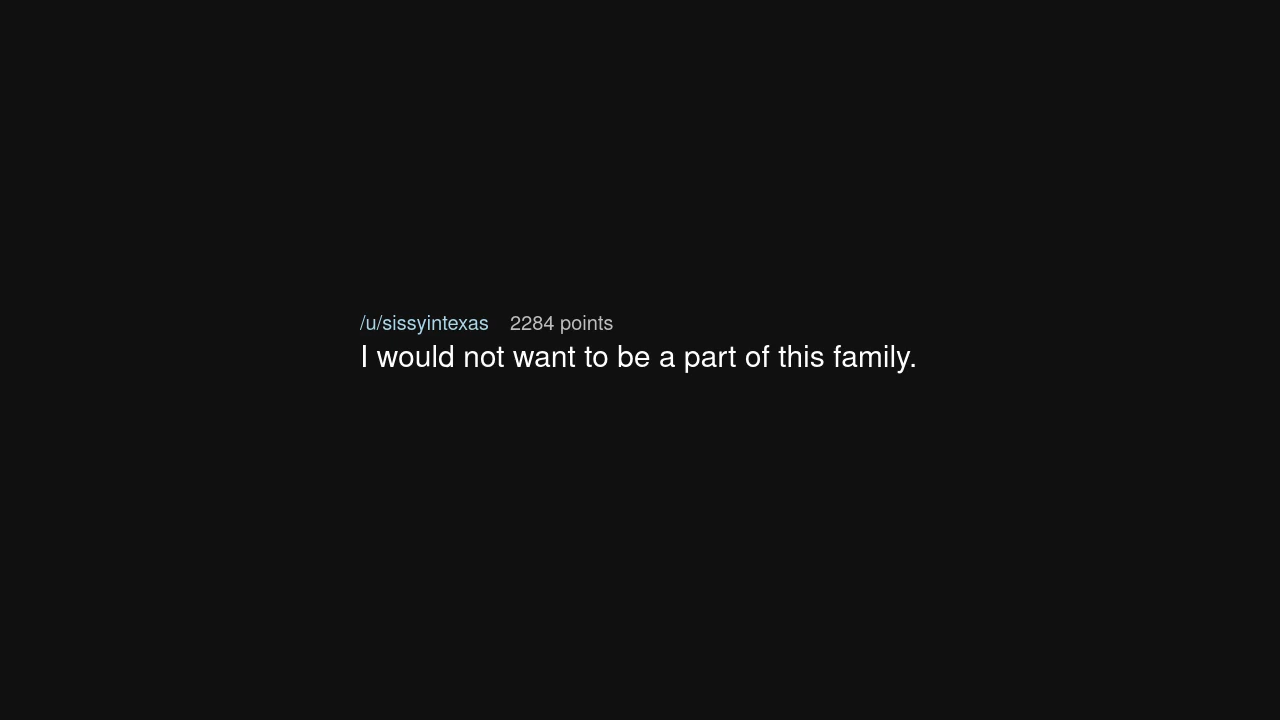 /u/sissyintexas 2284 points
I would not want to be a part of this family.